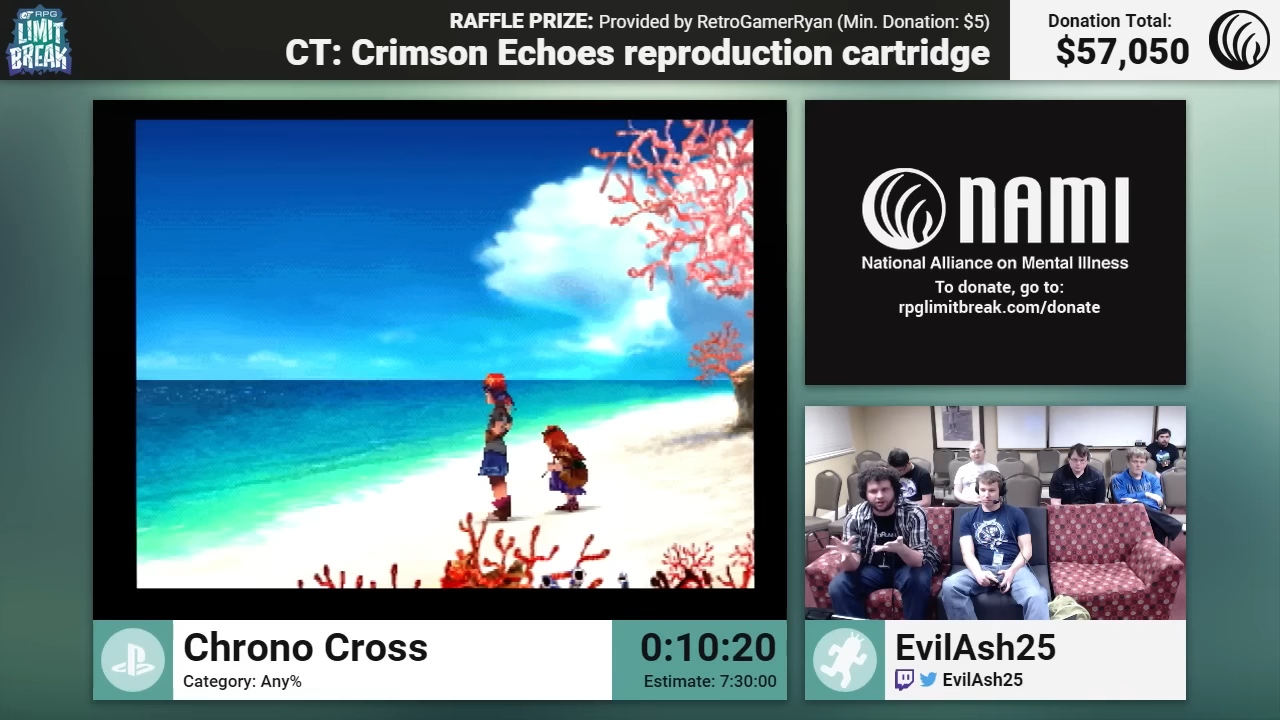 RPG
LIMIT
BREAK
RAFFLE PRIZE: Provided by RetroGamerRyan (Min. Donation: $5)
CT: Crimson Echoes reproduction cartridge
Donation Total:
$57,050
NAMI
National Alliance on Mental Illness
To donate, go to:
rpglimitbreak.com/donate
Chrono Cross
Category: Any%
0:10:20
Estimate: 7:30:00
EvilAsh25
EvilAsh25